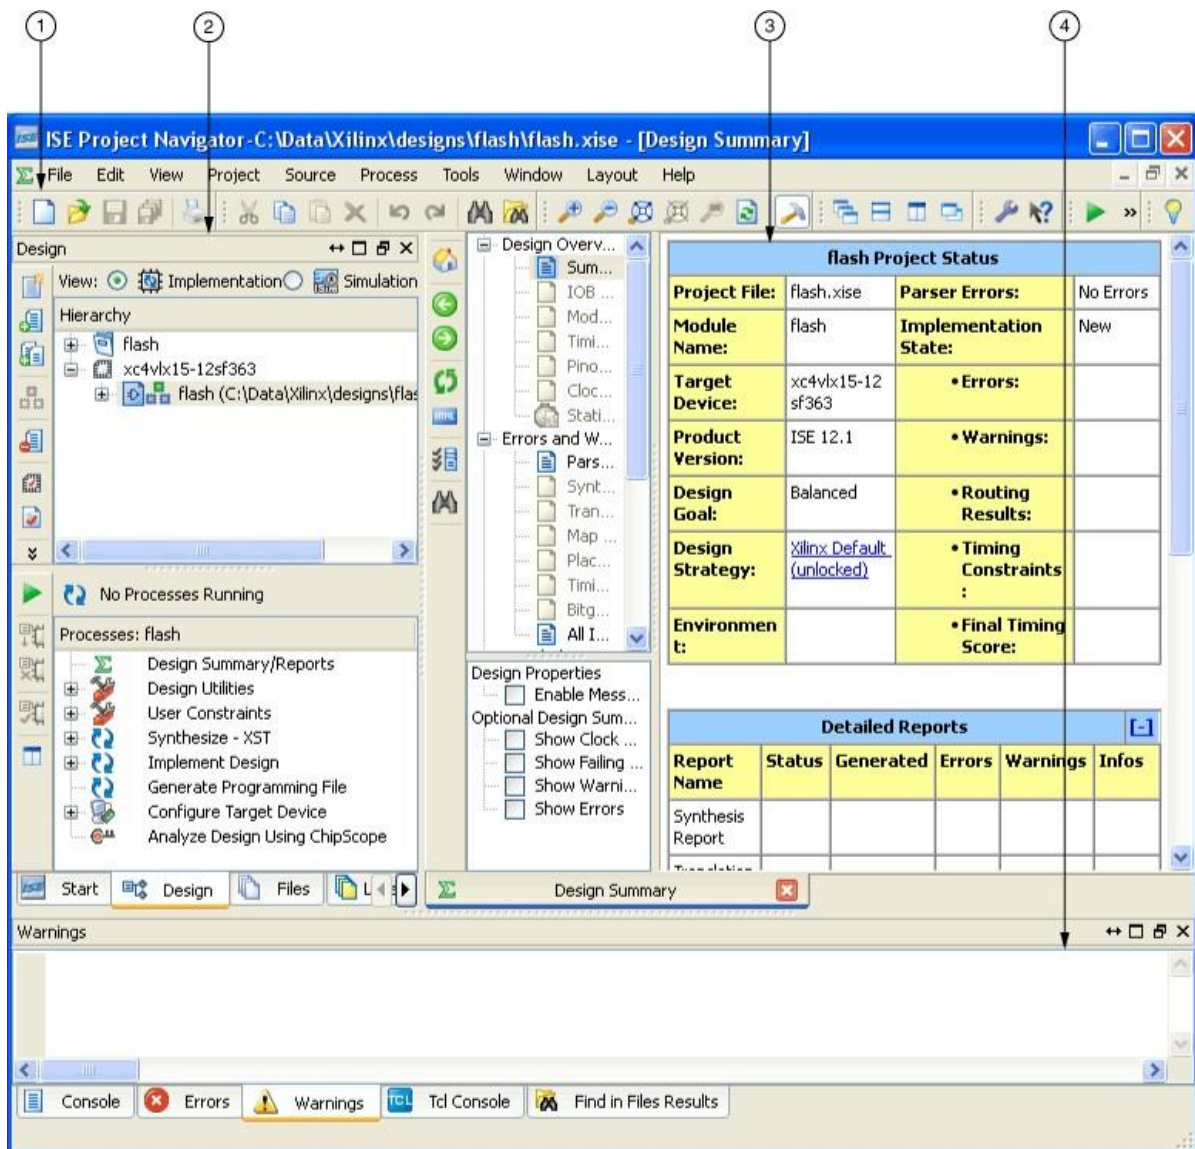 1 2 3 4
ISE Project Navigator-C:\Data\Xilinx\designs\flash\flash.xise - [Design Summary]
File Edit View Project Source Process Tools Window Layout Help
Design
View: Implementation Simulation
Hierarchy
flash
xc4vlx15-12sf363
flash (C:\Data\Xilinx\designs\flas
No Processes Running
Processes: flash
Design Summary/Reports
Design Utilities
User Constraints
Synthesize - XST
Implement Design
Generate Programming File
Configure Target Device
Analyze Design Using ChipScope
ISE Start Design Files L
Design Overv...
Sum...
IOB ...
Mod...
Timi...
Pino...
Cloc...
Stati...
Errors and W...
Pars...
Synt...
Tran...
Map ...
Plac...
Timi...
Bitg...
All I...
Design Properties
Enable Mess...
Optional Design Sum...
Show Clock ...
Show Failing ...
Show Warni...
Show Errors
flash Project Status
Project File: flash.xise Parser Errors: No Errors
Module Name: flash Implementation State: New
Target Device: xc4vlx15-12 sf363 • Errors:
Product Version: ISE 12.1 • Warnings:
Design Goal: Balanced • Routing Results:
Design Strategy: Xilinx Default (unlocked) • Timing Constraints :
Environmen t: • Final Timing Score:
Detailed Reports [-]
Report Name Status Generated Errors Warnings Infos
Synthesis Report
Design Summary
Warnings
Console Errors Warnings TCL Tcl Console Find in Files Results